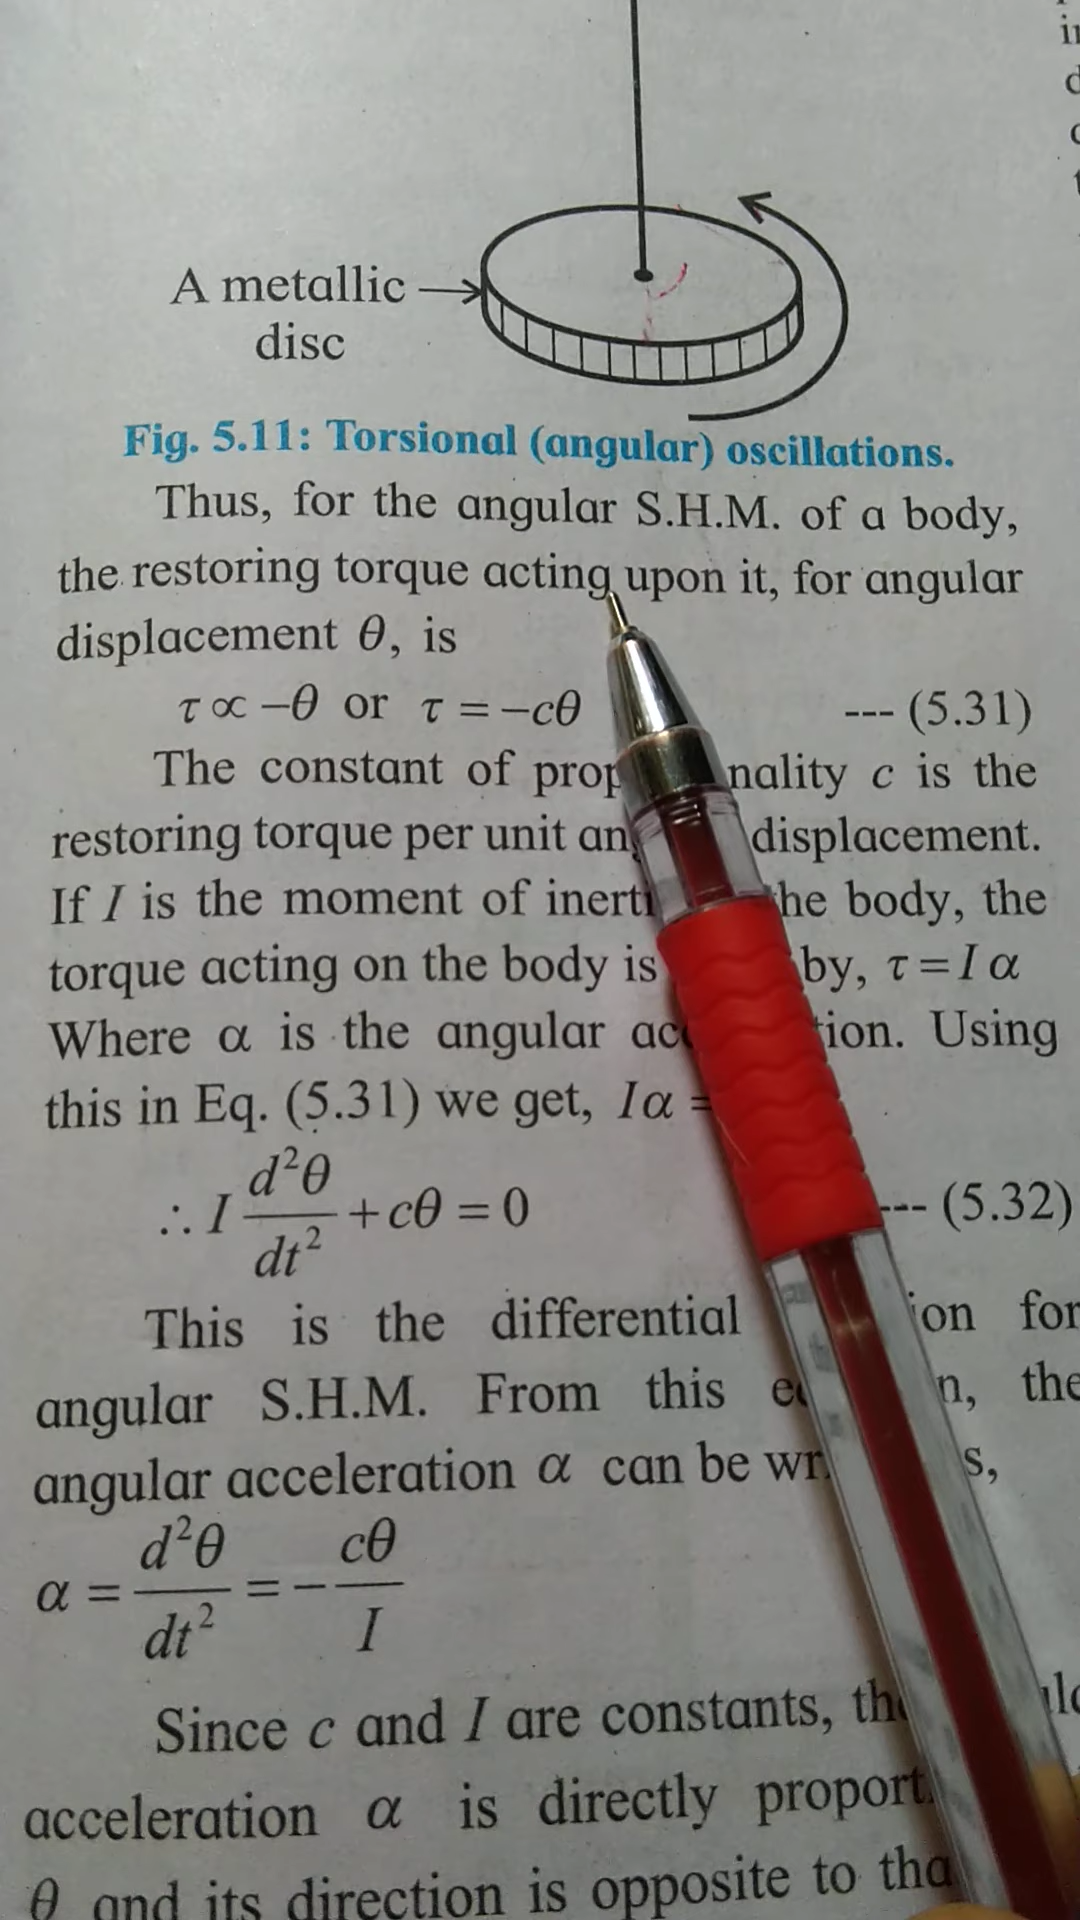 A metallic
disc
Fig. 5.11: Torsional (angular) oscillations.
Thus, for the angular S.H.M. of a body,
the restoring torque acting upon it, for angular
displacement θ, is
τ ∝ −θ or τ = −cθ --- (5.31)
The constant of prop nality c is the
restoring torque per unit an displacement.
If I is the moment of inerti he body, the
torque acting on the body is by, τ = I α
Where α is the angular ac tion. Using
this in Eq. (5.31) we get, Iα =
∴ I d²θ/dt² + cθ = 0 --- (5.32)
This is the differential ion for
angular S.H.M. From this e n, the
angular acceleration α can be wr s,
α = d²θ/dt² = − cθ/I
Since c and I are constants, th
acceleration α is directly proport
θ and its direction is opposite to tha